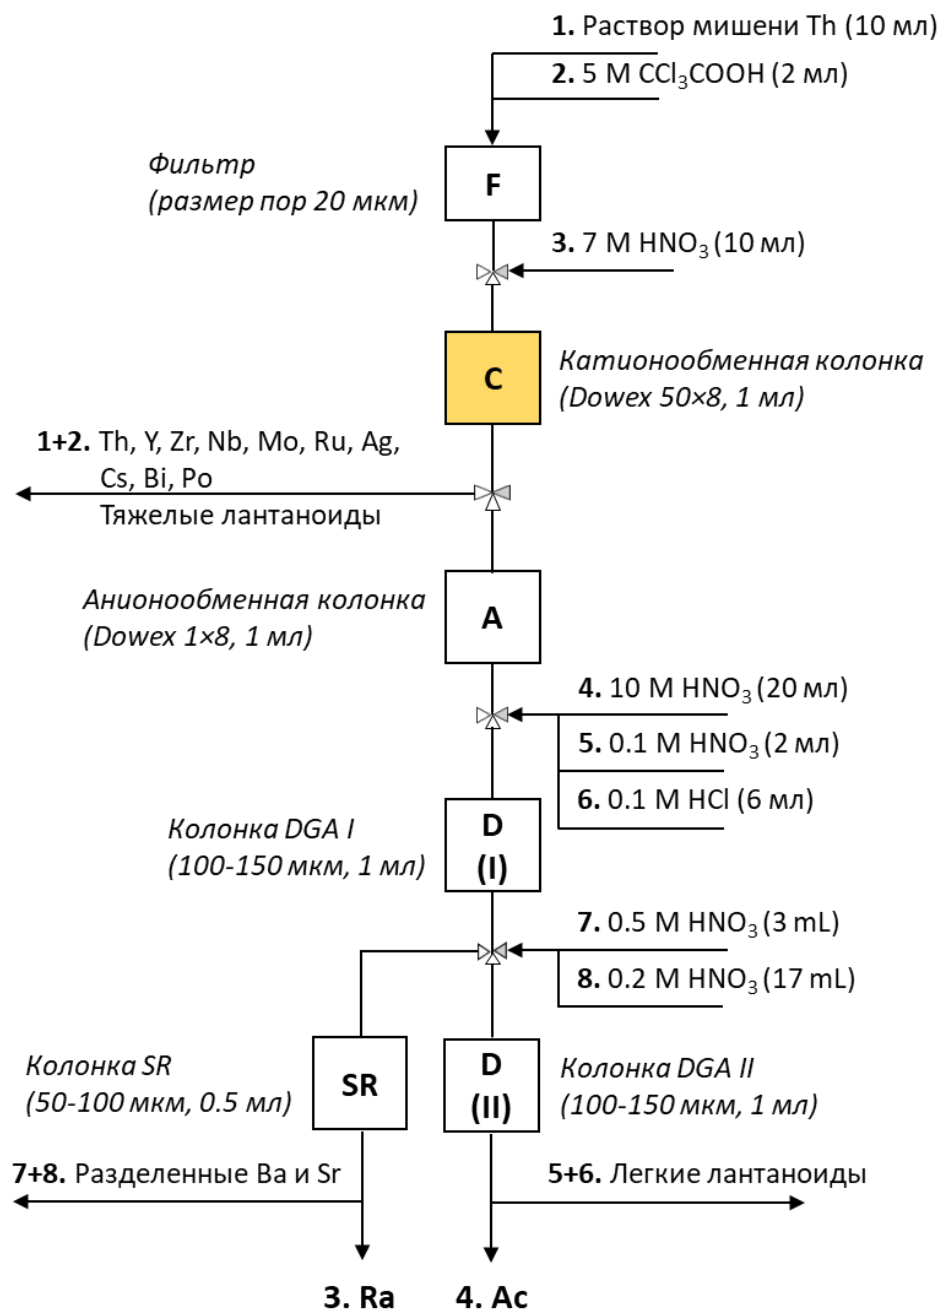 1. Раствор мишени Th (10 мл)
2. 5 М CCl₃COOH (2 мл)
Фильтр
(размер пор 20 мкм)
F
3. 7 М HNO₃ (10 мл)
C
Катионообменная колонка
(Dowex 50×8, 1 мл)
1+2. Th, Y, Zr, Nb, Mo, Ru, Ag,
Cs, Bi, Po
Тяжелые лантаноиды
Анионообменная колонка
(Dowex 1×8, 1 мл)
A
4. 10 М HNO₃ (20 мл)
5. 0.1 М HNO₃ (2 мл)
6. 0.1 М HCl (6 мл)
Колонка DGA I
(100-150 мкм, 1 мл)
D
(I)
7. 0.5 М HNO₃ (3 mL)
8. 0.2 М HNO₃ (17 mL)
Колонка SR
(50-100 мкм, 0.5 мл)
SR
D
(II)
Колонка DGA II
(100-150 мкм, 1 мл)
7+8. Разделенные Ba и Sr
5+6. Легкие лантаноиды
3. Ra
4. Ac